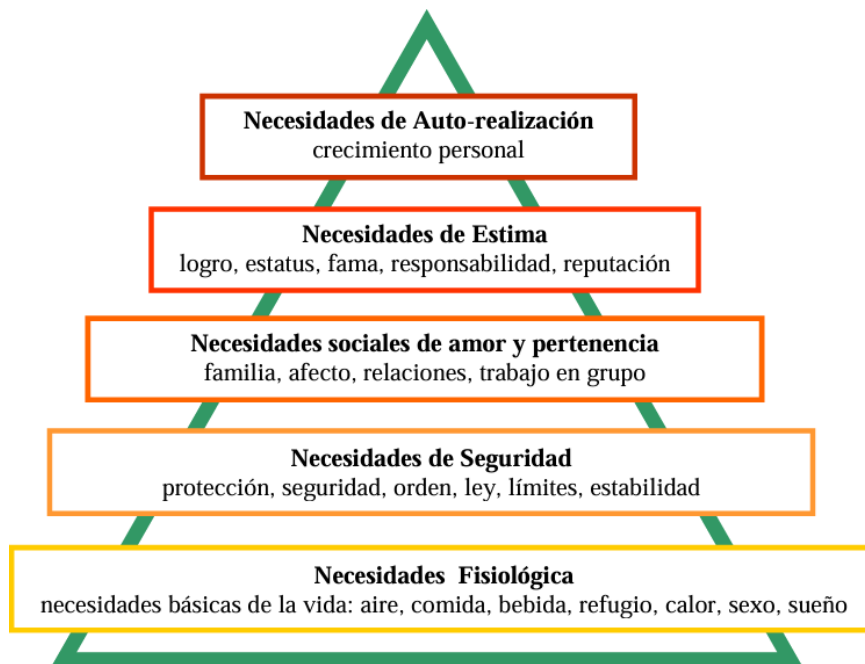 Necesidades de Auto-realización
crecimiento personal
Necesidades de Estima
logro, estatus, fama, responsabilidad, reputación
Necesidades sociales de amor y pertenencia
familia, afecto, relaciones, trabajo en grupo
Necesidades de Seguridad
protección, seguridad, orden, ley, límites, estabilidad
Necesidades Fisiológica
necesidades básicas de la vida: aire, comida, bebida, refugio, calor, sexo, sueño